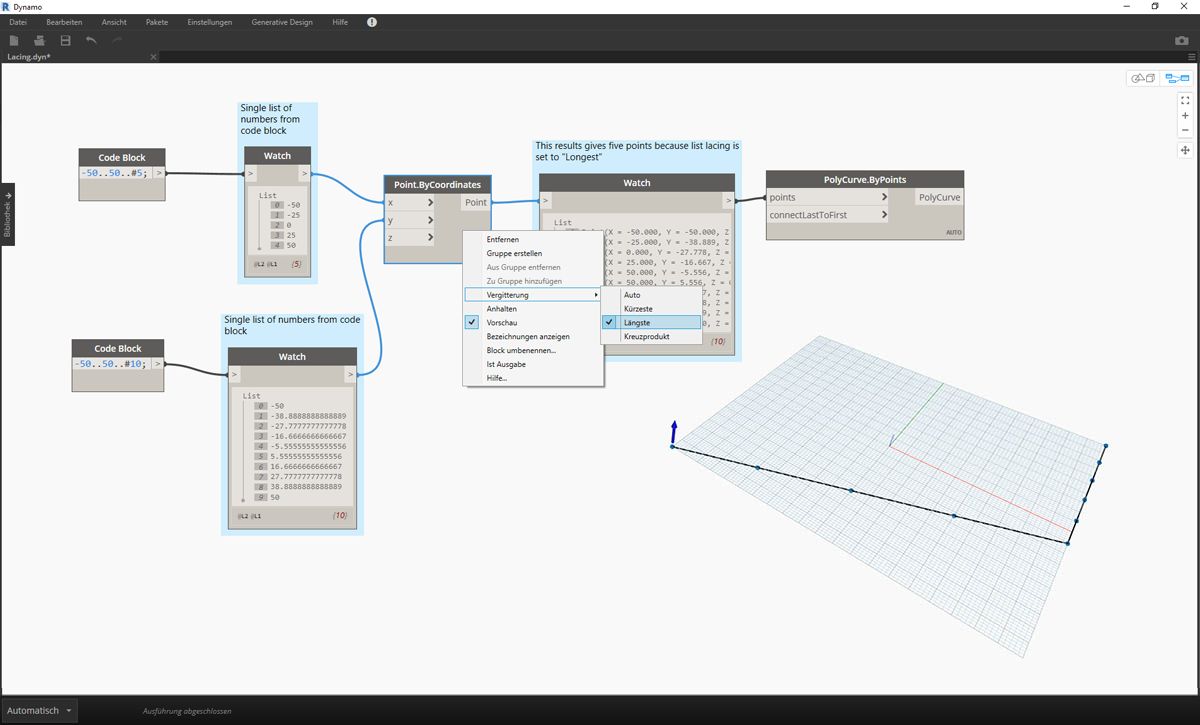 Dynamo
Datei Bearbeiten Ansicht Pakete Einstellungen Generative Design Hilfe
Lacing.dyn*
Bibliothek
Single list of
numbers from
code block
Code Block
-50..50..#5; >
Watch
> >
List
0 -50
1 -25
2 0
3 25
4 50
@L2 @L1 {5}
Point.ByCoordinates
x > Point
y >
z >
This results gives five points because list lacing is
set to "Longest"
Watch
> >
List
(X = -50.000, Y = -50.000, Z
(X = -25.000, Y = -38.889, Z
(X = 0.000, Y = -27.778, Z =
(X = 25.000, Y = -16.667, Z
(X = 50.000, Y = -5.556, Z =
(X = 50.000, Y = 5.556, Z =
{10}
PolyCurve.ByPoints
points > PolyCurve
connectLastToFirst >
AUTO
Entfernen
Gruppe erstellen
Aus Gruppe entfernen
Zu Gruppe hinzufügen
Vergitterung
Anhalten
Vorschau
Bezeichnungen anzeigen
Block umbenennen...
Ist Ausgabe
Hilfe...
Auto
Kürzeste
Längste
Kreuzprodukt
Single list of numbers from code
block
Code Block
-50..50..#10; >
Watch
> >
List
0 -50
1 -38.8888888888889
2 -27.7777777777778
3 -16.6666666666667
4 -5.55555555555556
5 5.55555555555556
6 16.6666666666667
7 27.7777777777778
8 38.8888888888889
9 50
@L2 @L1 {10}
Automatisch
Ausführung abgeschlossen